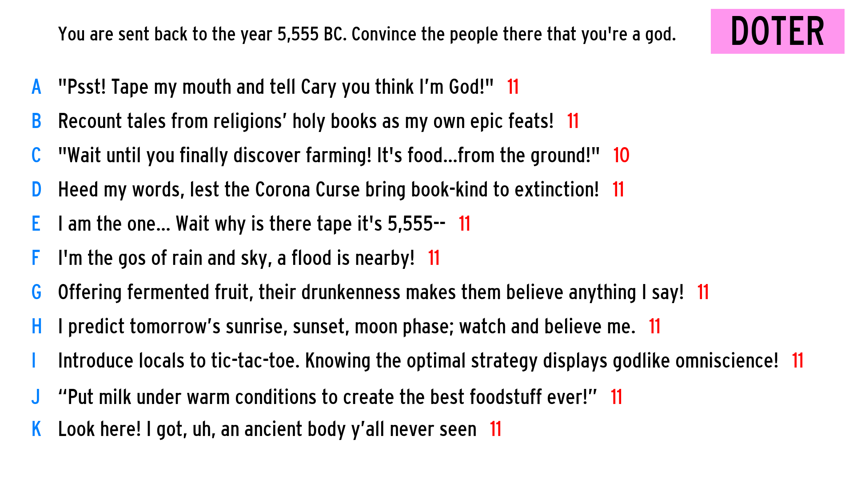 You are sent back to the year 5,555 BC. Convince the people there that you're a god.
DOTER
A "Psst! Tape my mouth and tell Cary you think I’m God!" 11
B Recount tales from religions’ holy books as my own epic feats! 11
C "Wait until you finally discover farming! It's food...from the ground!" 10
D Heed my words, lest the Corona Curse bring book-kind to extinction! 11
E I am the one... Wait why is there tape it's 5,555-- 11
F I'm the gos of rain and sky, a flood is nearby! 11
G Offering fermented fruit, their drunkenness makes them believe anything I say! 11
H I predict tomorrow’s sunrise, sunset, moon phase; watch and believe me. 11
I Introduce locals to tic-tac-toe. Knowing the optimal strategy displays godlike omniscience! 11
J “Put milk under warm conditions to create the best foodstuff ever!” 11
K Look here! I got, uh, an ancient body y’all never seen 11